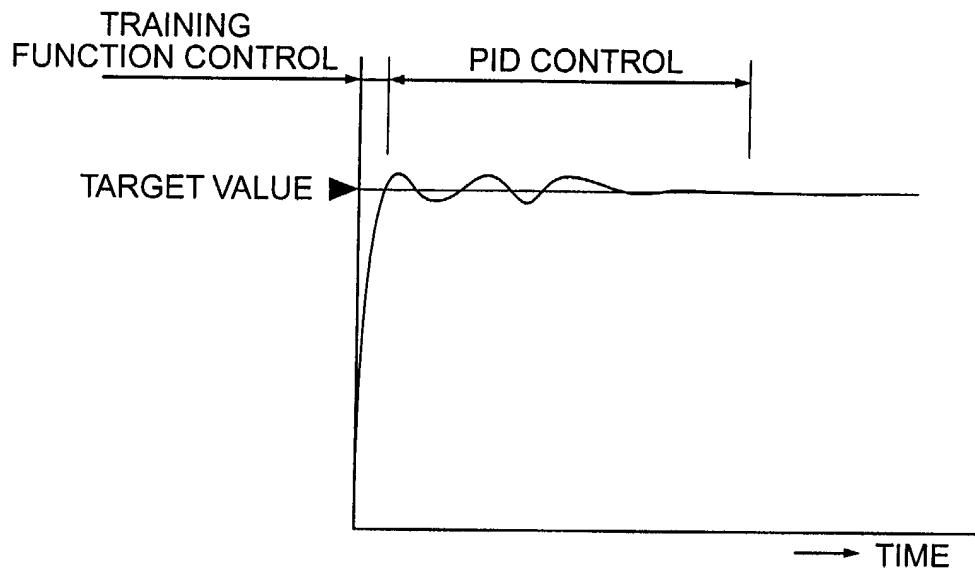 TRAINING
FUNCTION CONTROL
PID CONTROL
TARGET VALUE
TIME